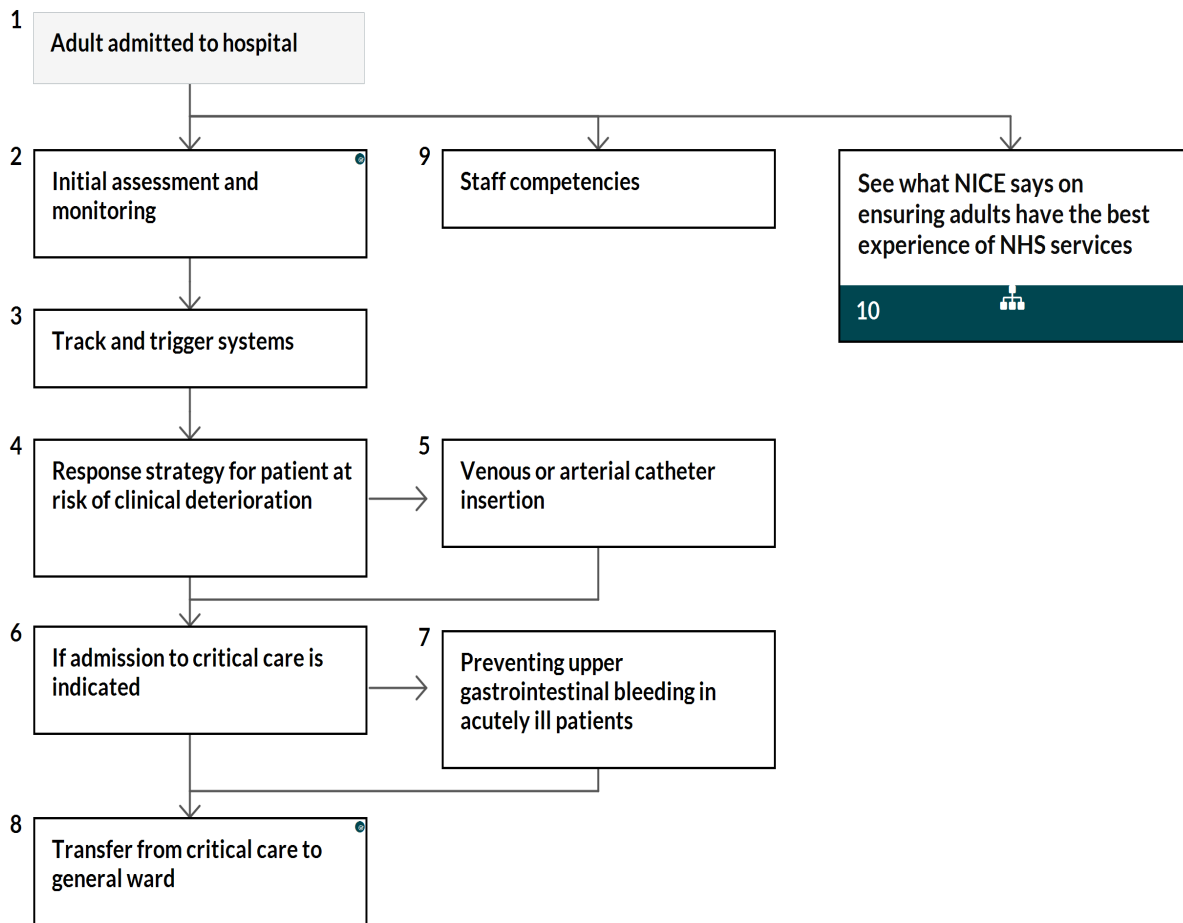 1
Adult admitted to hospital
2
Initial assessment and
monitoring
9
Staff competencies
See what NICE says on
ensuring adults have the best
experience of NHS services
10
3
Track and trigger systems
4
Response strategy for patient at
risk of clinical deterioration
5
Venous or arterial catheter
insertion
6
If admission to critical care is
indicated
7
Preventing upper
gastrointestinal bleeding in
acutely ill patients
8
Transfer from critical care to
general ward